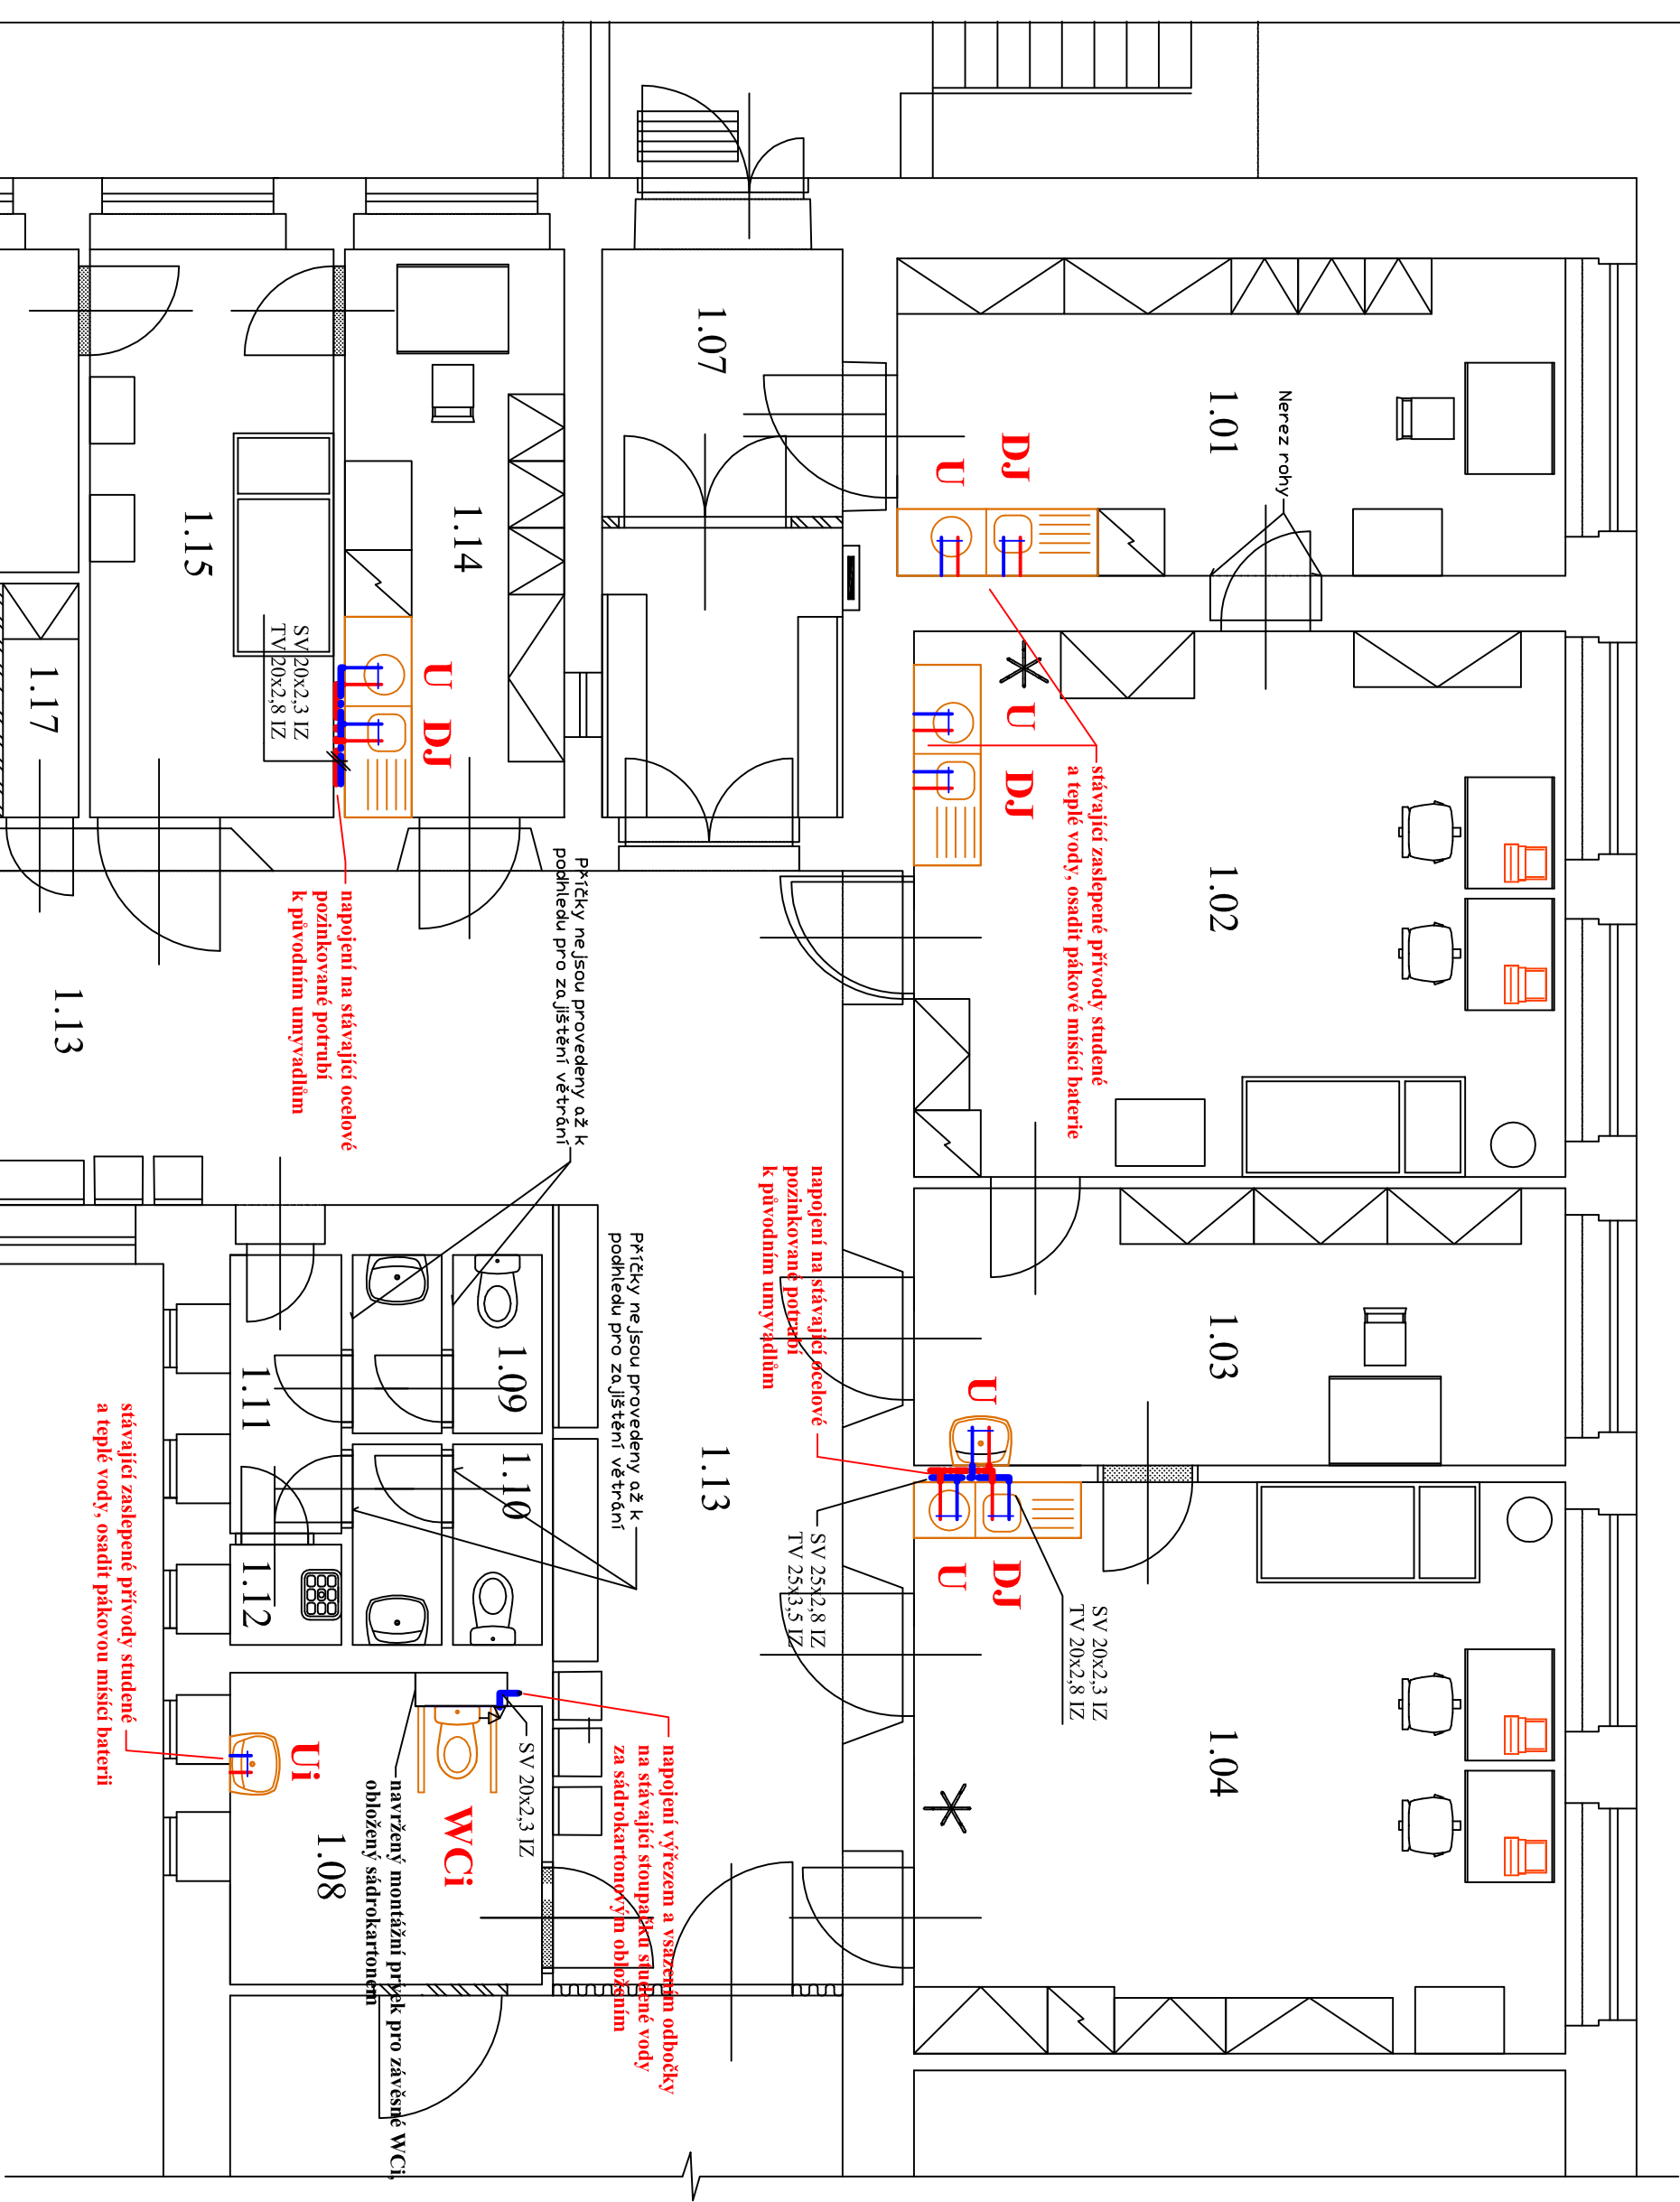 1.01
Nerez rohy
DJ
U
1.07
1.14
1.15
SV 20x2,3 IZ
TV 20x2,8 IZ
U DJ
1.17
U
DJ
stávající zaslepené přívody studené
a teplé vody, osadit pákové mísící baterie
1.02
Příčky nejsou provedeny až k
podhledu pro zajištění větrání
napojení na stávající ocelové
pozinkované potrubí
k původním umyvadlům
1.13
napojení na stávající ocelové
pozinkované potrubí
k původním umyvadlům
Příčky nejsou provedeny až k
podhledu pro zajištění větrání
1.03
U
1.09
1.11
1.10
1.12
1.13
SV 25x2,8 IZ
TV 25x3,5 IZ
DJ
U
SV 20x2,3 IZ
TV 20x2,8 IZ
1.04
stávající zaslepené přívody studené
a teplé vody, osadit pákovou mísící baterii
Ui
SV 20x2,3 IZ
WCi
1.08
napojení výřezem a vsazením odbočky
na stávající stoupačku studené vody
za sádrokartonovým obložením
navržený montážní prvek pro závěsné WCi,
obložený sádrokartonem